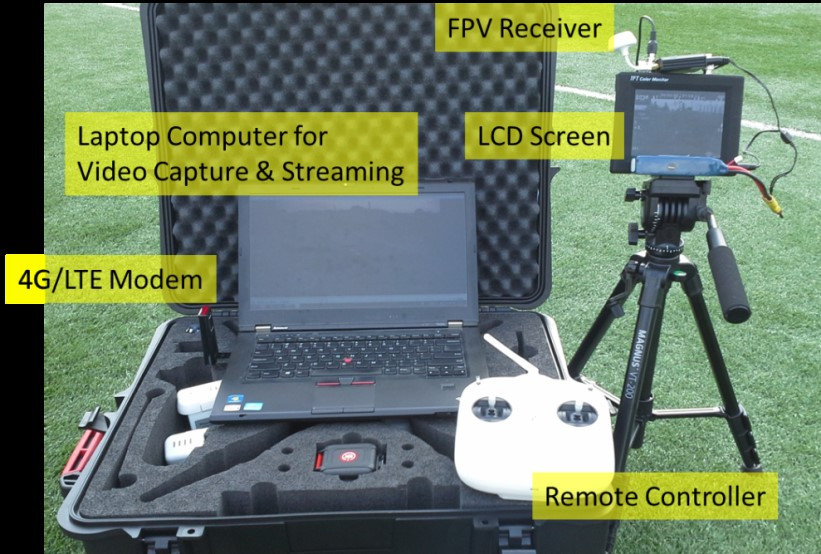 FPV Receiver
TFT Color Monitor
Laptop Computer for
Video Capture & Streaming
LCD Screen
4G/LTE Modem
MAGNUS VT-200
Remote Controller